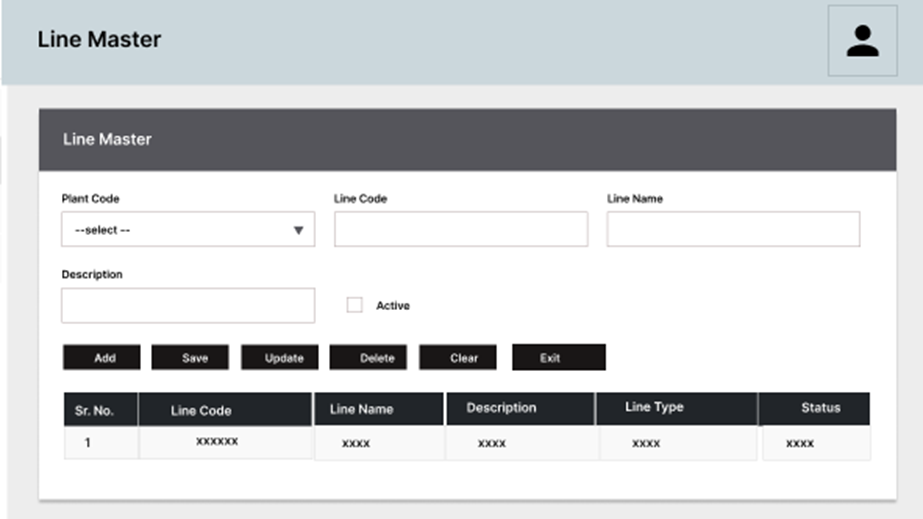 Line Master
Line Master
Plant Code Line Code Line Name
--select --
Description
Active
Add Save Update Delete Clear Exit
Sr. No. Line Code Line Name Description Line Type Status
1 xxxxxx xxxx xxxx xxxx xxxx